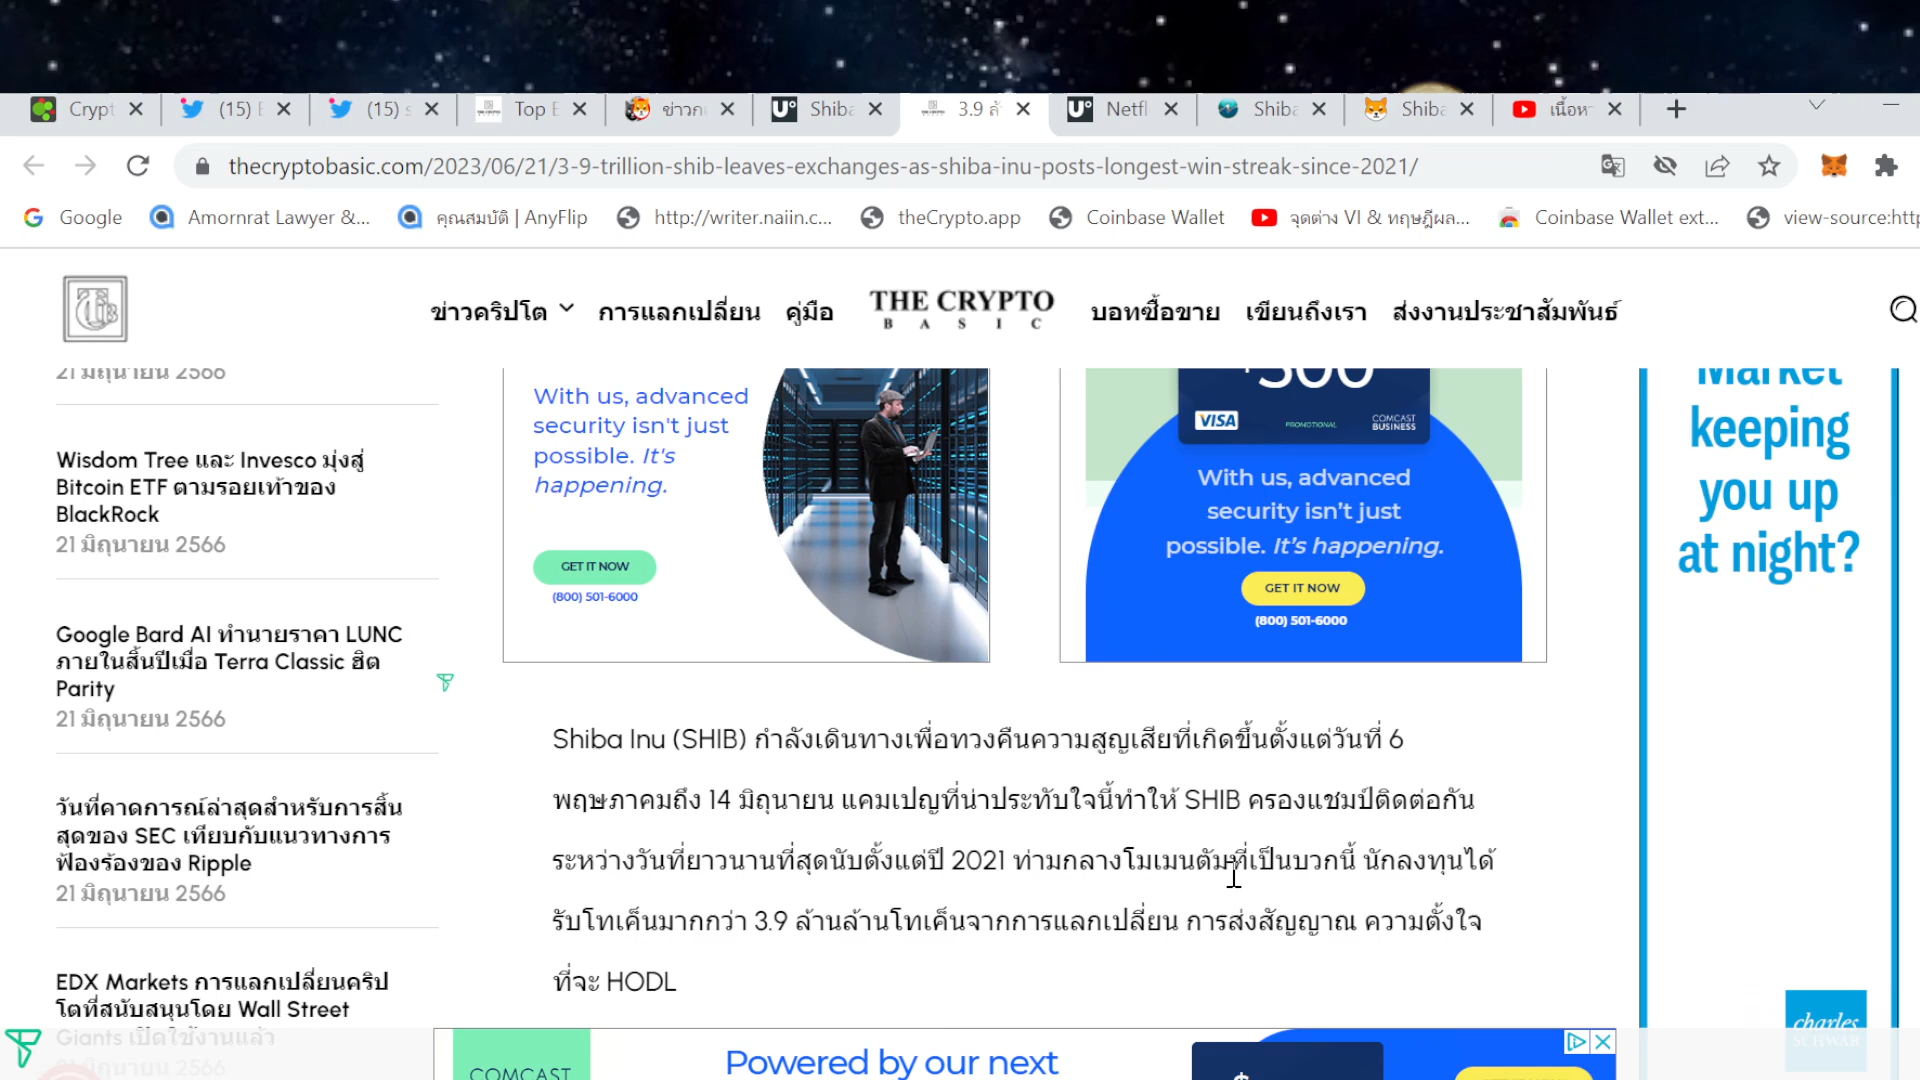 Crypt
(15) E
(15) s
Top E
ข่าวก
Shiba
3.9 ล้
Netfl
Shiba
Shiba
เนื้อห
thecryptobasic.com/2023/06/21/3-9-trillion-shib-leaves-exchanges-as-shiba-inu-posts-longest-win-streak-since-2021/
Google
Amornrat Lawyer &...
คุณสมบัติ | AnyFlip
http://writer.naiin.c...
theCrypto.app
Coinbase Wallet
จุดต่าง VI & ทฤษฎีผล...
Coinbase Wallet ext...
view-source:http
ข่าวคริปโต
การแลกเปลี่ยน
คู่มือ
THE CRYPTO
BASIC
บอทซื้อขาย
เขียนถึงเรา
ส่งงานประชาสัมพันธ์
21 มิถุนายน 2566
Wisdom Tree และ Invesco มุ่งสู่
Bitcoin ETF ตามรอยเท้าของ
BlackRock
21 มิถุนายน 2566
Google Bard AI ทำนายราคา LUNC
ภายในสิ้นปีเมื่อ Terra Classic ฮิต
Parity
21 มิถุนายน 2566
วันที่คาดการณ์ล่าสุดสำหรับการสิ้น
สุดของ SEC เทียบกับแนวทางการ
ฟ้องร้องของ Ripple
21 มิถุนายน 2566
EDX Markets การแลกเปลี่ยนคริป
โตที่สนับสนุนโดย Wall Street
Giants เปิดใช้งานแล้ว
21 มิถุนายน 2566
With us, advanced
security isn't just
possible. It's
happening.
GET IT NOW
(800) 501-6000
VISA
PROMOTIONAL
COMCAST
BUSINESS
With us, advanced
security isn't just
possible. It's happening.
GET IT NOW
(800) 501-6000
Market
keeping
you up
at night?
charles
SCHWAB
Shiba Inu (SHIB) กำลังเดินทางเพื่อทวงคืนความสูญเสียที่เกิดขึ้นตั้งแต่วันที่ 6
พฤษภาคมถึง 14 มิถุนายน แคมเปญที่น่าประทับใจนี้ทำให้ SHIB ครองแชมป์ติดต่อกัน
ระหว่างวันที่ยาวนานที่สุดนับตั้งแต่ปี 2021 ท่ามกลางโมเมนตัมที่เป็นบวกนี้ นักลงทุนได้
รับโทเค็นมากกว่า 3.9 ล้านล้านโทเค็นจากการแลกเปลี่ยน การส่งสัญญาณ ความตั้งใจ
ที่จะ HODL
COMCAST
Powered by our next